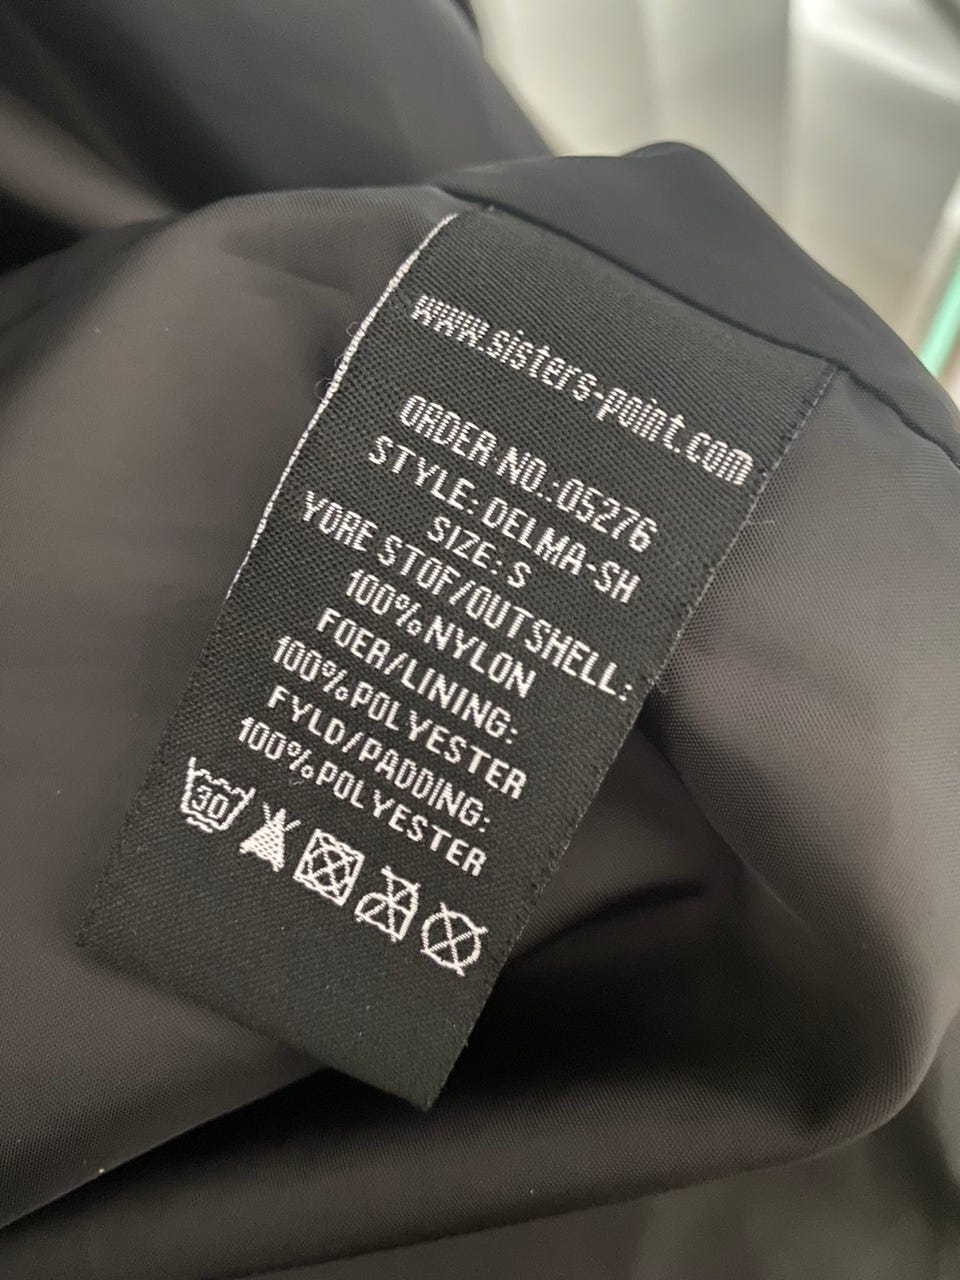 www.sisters-point.com
ORDER NO.:05276
STYLE: DELMA-SH
SIZE: S
YDRE STOF/OUTSHELL:
100% NYLON
FOER/LINING:
100% POLYESTER
FYLD/PADDING:
100% POLYESTER
30